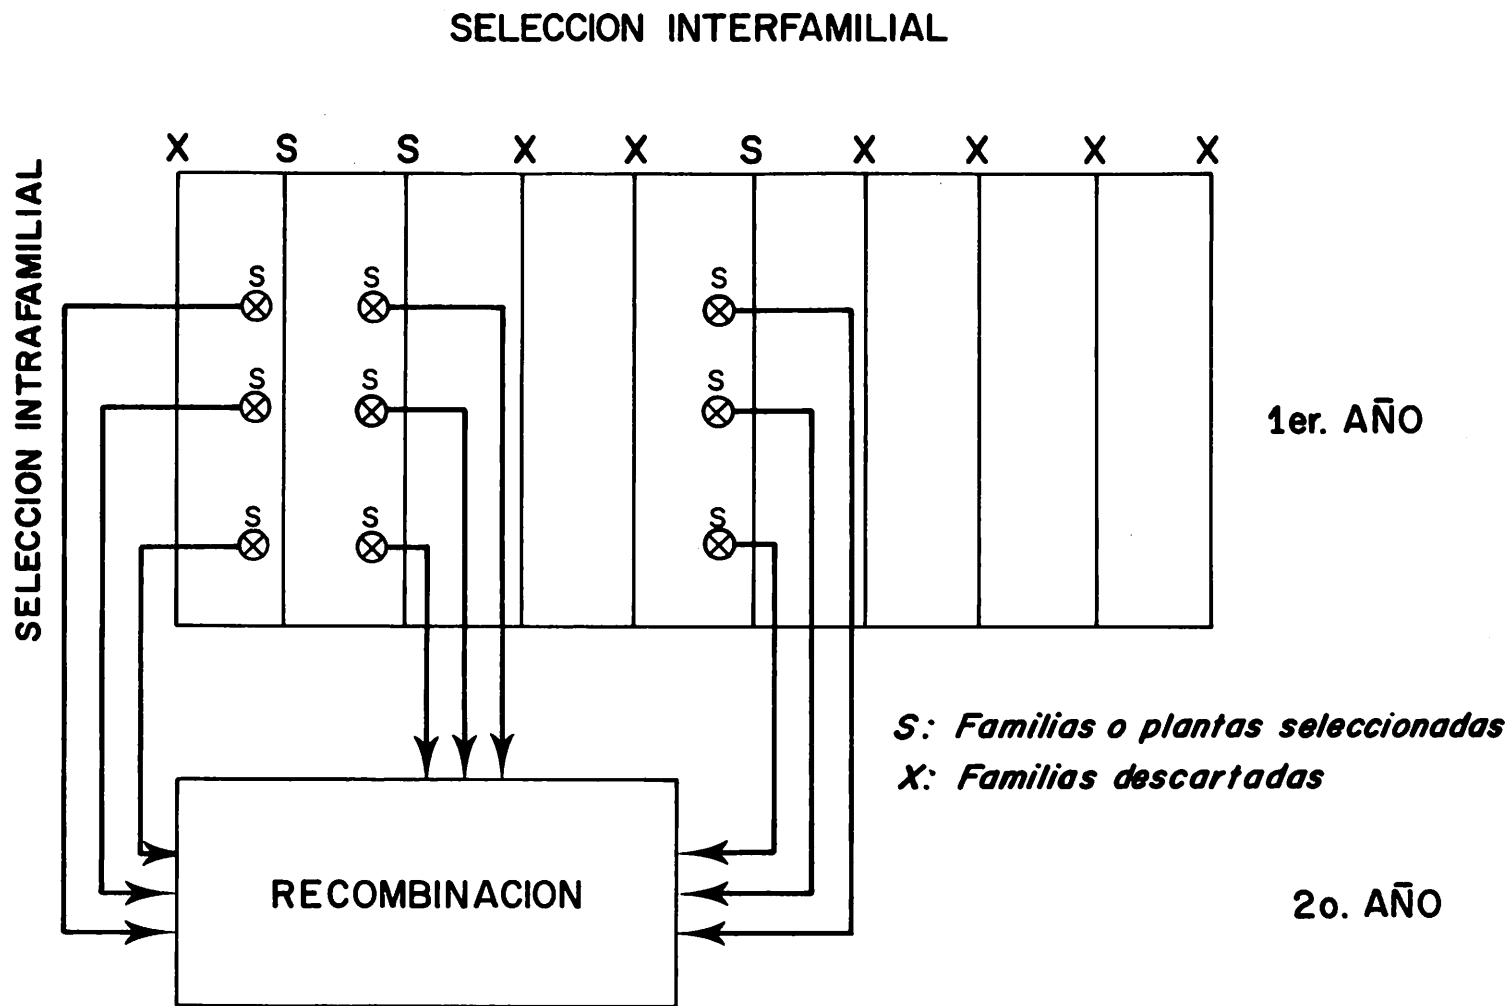 SELECCION INTERFAMILIAL
X S S X X S X X X X
SELECCION INTRAFAMILIAL
S S S
S S S
S S S
1er. AÑO
S: Familias o plantas seleccionadas
X: Familias descartadas
RECOMBINACION
2o. AÑO